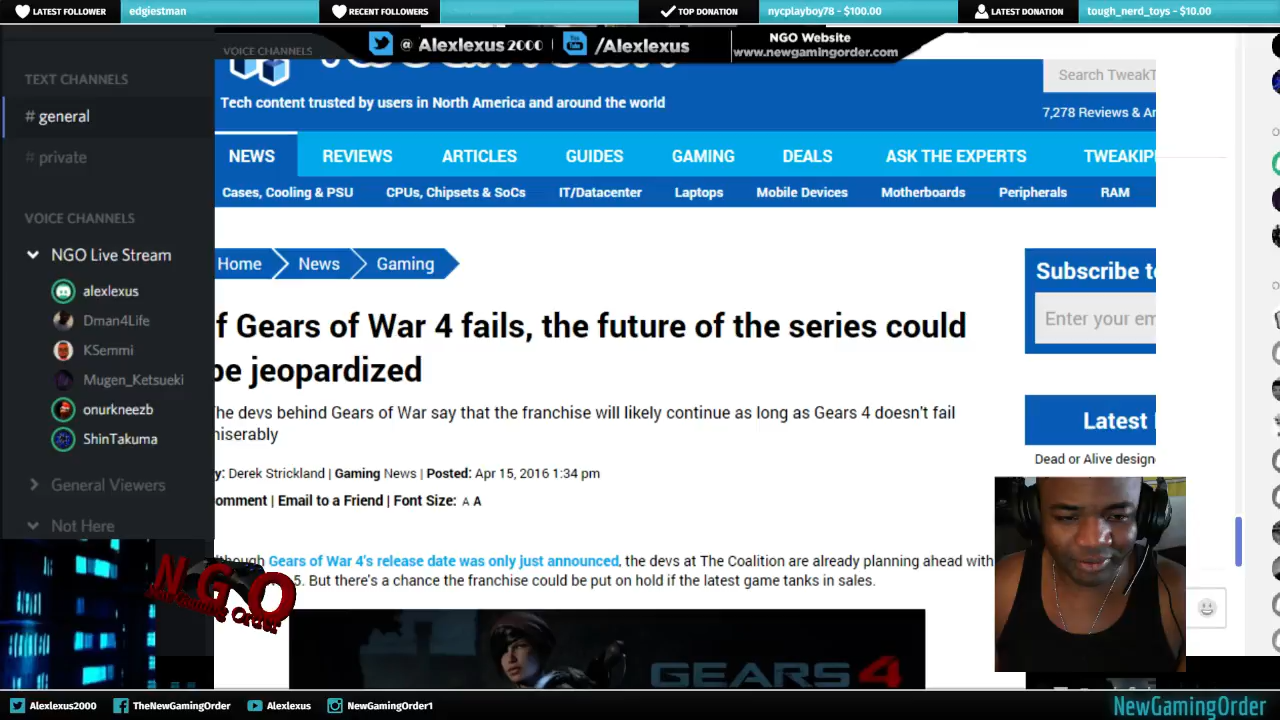 LATEST FOLLOWER
edgiestman
RECENT FOLLOWERS
TOP DONATION
nycplayboy78 - $100.00
LATEST DONATION
tough_nerd_toys - $10.00
@ Alexlexus2000
/Alexlexus
NGO Website
www.newgamingorder.com
VOICE CHANNELS
TEXT CHANNELS
# general
# private
VOICE CHANNELS
NGO Live Stream
alexlexus
Dman4Life
KSemmi
Mugen_Ketsueki
onurkneezb
ShinTakuma
General Viewers
Not Here
Tech content trusted by users in North America and around the world
Search TweakT
7,278 Reviews & Ar
NEWS
REVIEWS
ARTICLES
GUIDES
GAMING
DEALS
ASK THE EXPERTS
TWEAKIP
Cases, Cooling & PSU
CPUs, Chipsets & SoCs
IT/Datacenter
Laptops
Mobile Devices
Motherboards
Peripherals
RAM
Home
News
Gaming
f Gears of War 4 fails, the future of the series could
be jeopardized
The devs behind Gears of War say that the franchise will likely continue as long as Gears 4 doesn't fail
miserably
y: Derek Strickland | Gaming News | Posted: Apr 15, 2016 1:34 pm
omment | Email to a Friend | Font Size: A A
though Gears of War 4's release date was only just announced, the devs at The Coalition are already planning ahead with
5. But there's a chance the franchise could be put on hold if the latest game tanks in sales.
GEARS 4
Subscribe to
Enter your em
Latest
Dead or Alive design
NGO
New Gaming Order
Alexlexus2000
TheNewGamingOrder
Alexlexus
NewGamingOrder1
NewGamingOrder